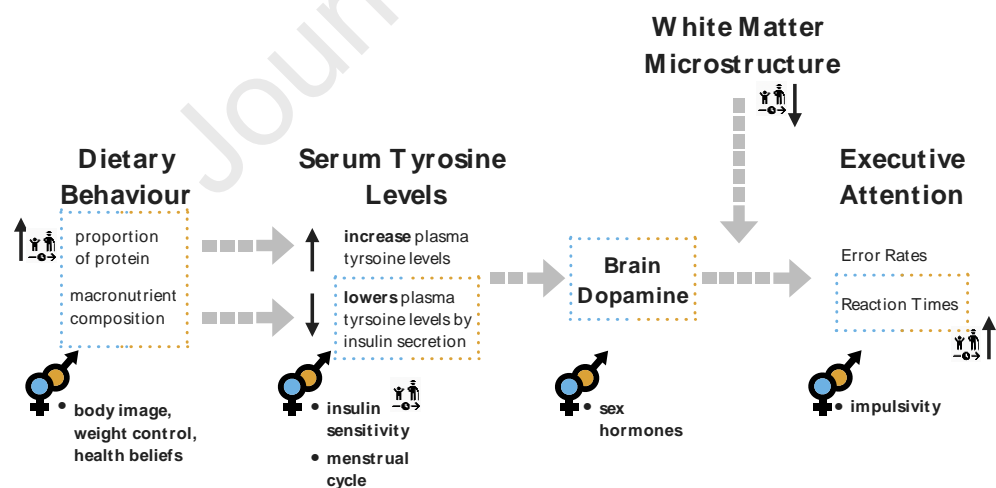 Jour
White Matter
Microstructure
Dietary
Behaviour
Serum Tyrosine
Levels
Executive
Attention
proportion
of protein
increase plasma
tyrsoine levels
Error Rates
Brain
Dopamine
macronutrient
composition
lowers plasma
tyrsoine levels by
insulin secretion
Reaction Times
• body image,
weight control,
health beliefs
• insulin
sensitivity
• menstrual
cycle
• sex
hormones
• impulsivity